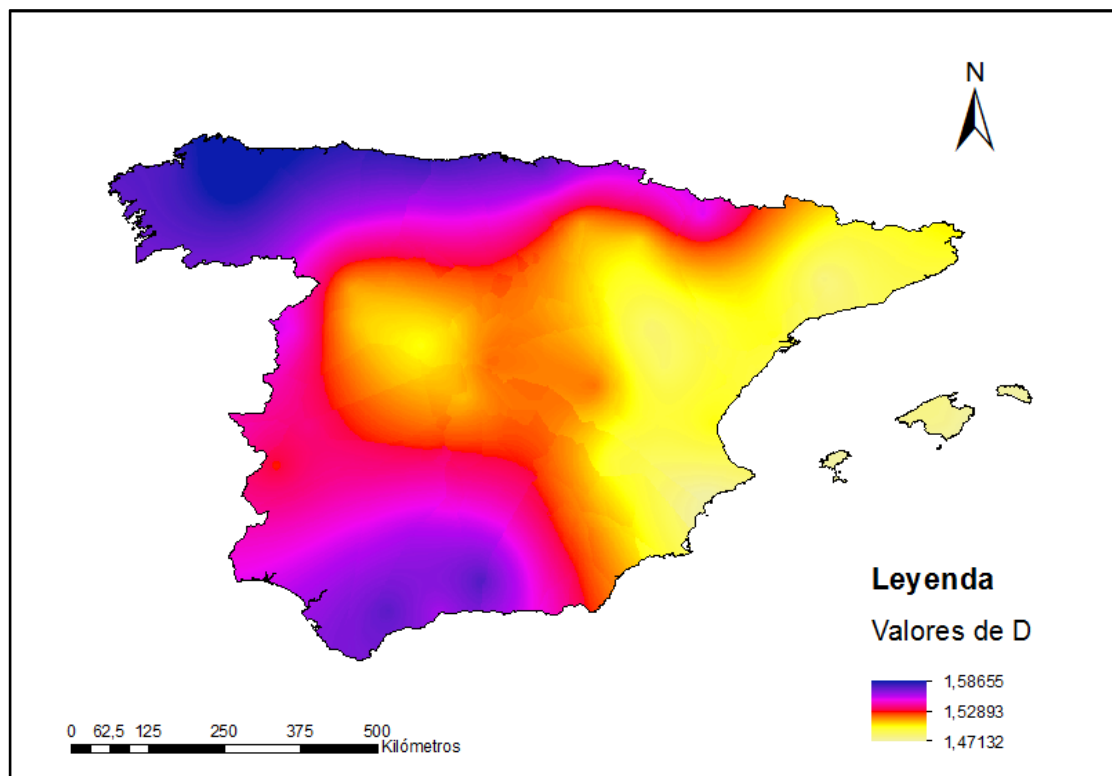 N
Leyenda
Valores de D
1,58655
1,52893
1,47132
0 62,5 125 250 375 500
Kilómetros